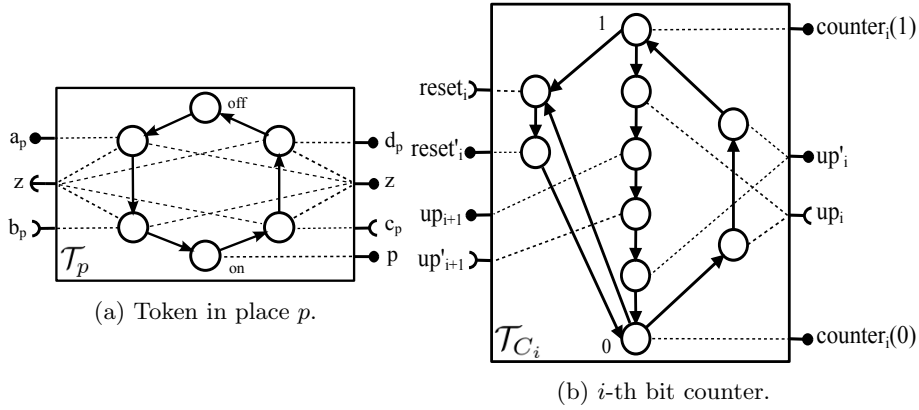 off
a_p
d_p
z
z
b_p
c_p
p
on
𝒯_p
(a) Token in place p.
1
counter_i(1)
reset_i
reset'_i
up'_i
up_{i+1}
up_i
up'_{i+1}
0
counter_i(0)
𝒯_{C_i}
(b) i-th bit counter.